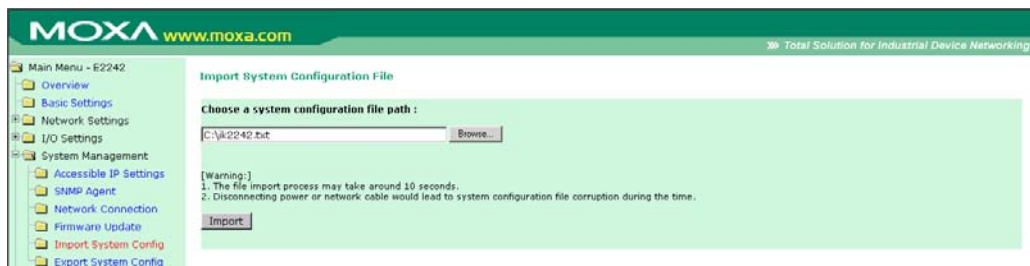 MOXA www.moxa.com
Total Solution for Industrial Device Networking
Main Menu - E2242
Overview
Basic Settings
Network Settings
I/O Settings
System Management
Accessible IP Settings
SNMP Agent
Network Connection
Firmware Update
Import System Config
Export System Config
Import System Configuration File
Choose a system configuration file path :
C:\ik2242.txt Browse...
[Warning:]
1. The file import process may take around 10 seconds.
2. Disconnecting power or network cable would lead to system configuration file corruption during the time.
Import